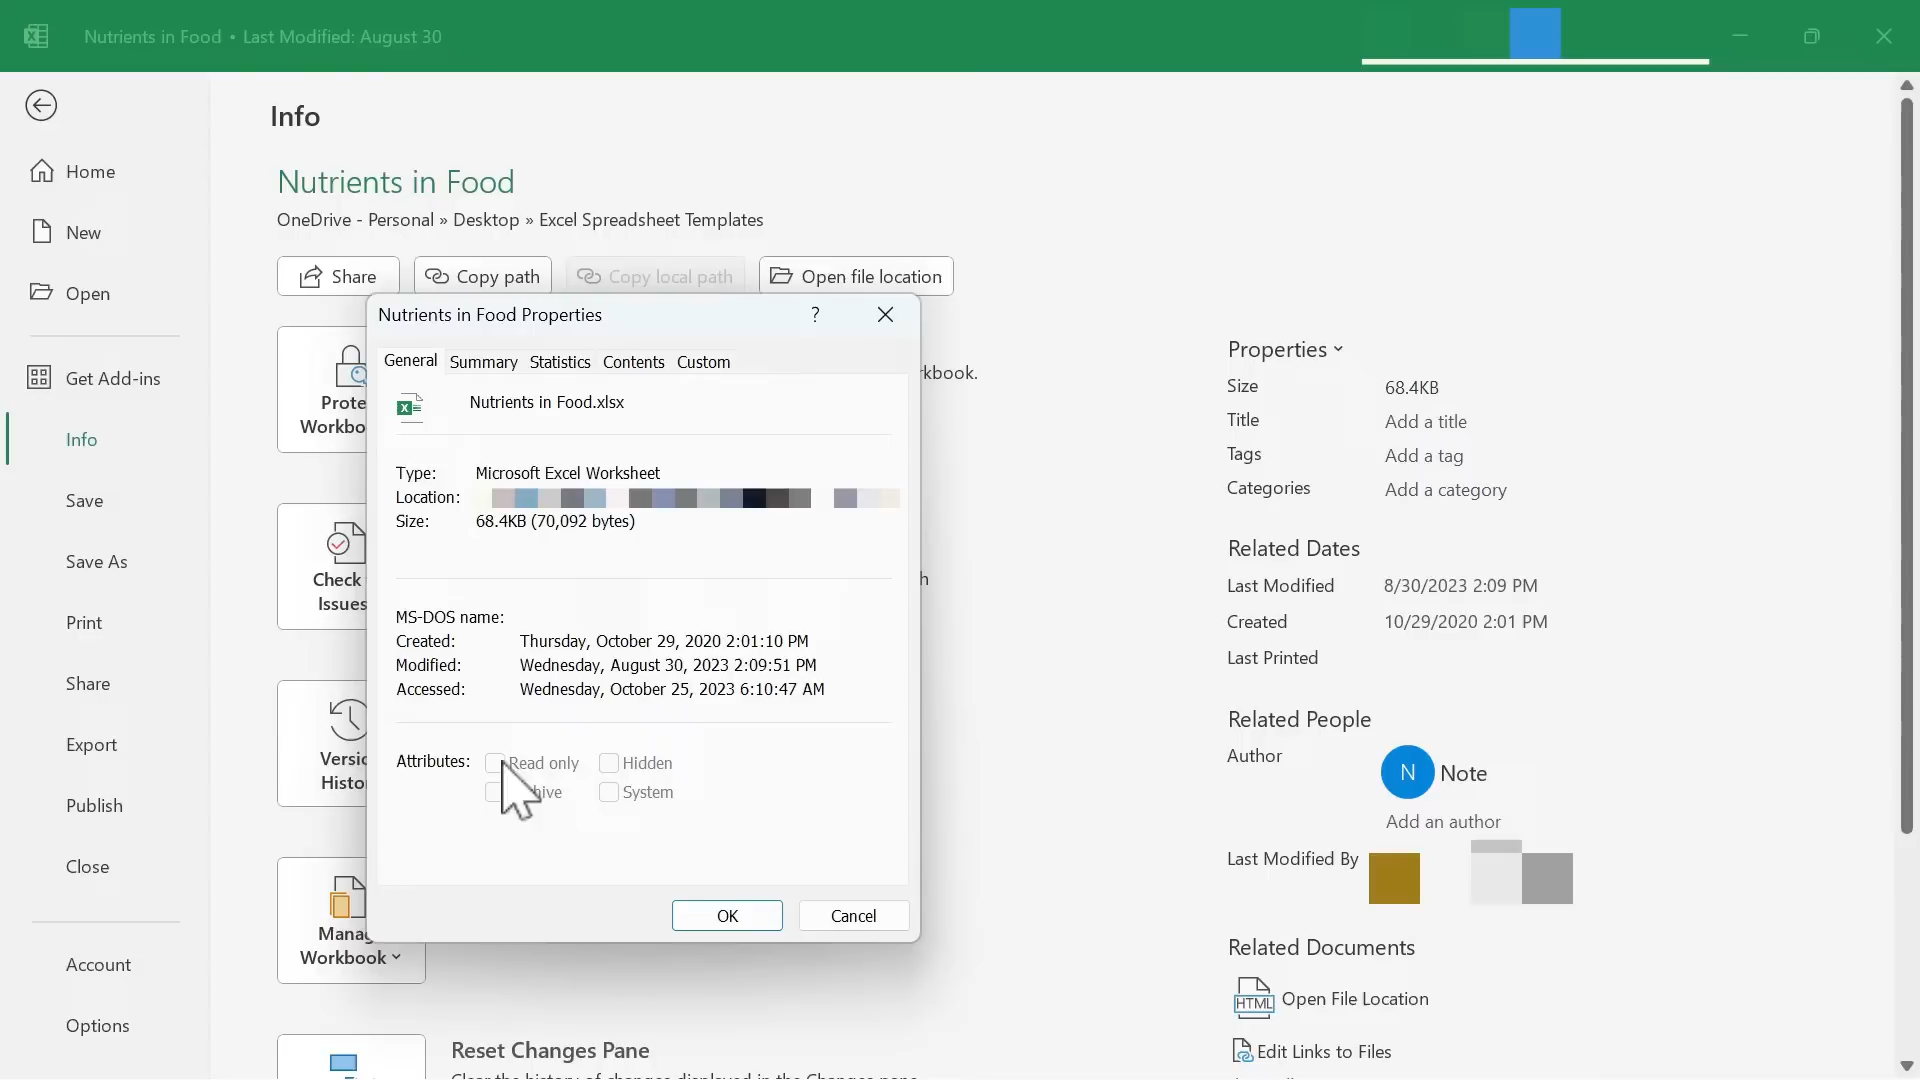 Nutrients in Food • Last Modified: August 30
Info
Home
New
Open
Get Add-ins
Info
Save
Save As
Print
Share
Export
Publish
Close
Account
Options
Nutrients in Food
OneDrive - Personal » Desktop » Excel Spreadsheet Templates
Share
Copy path
Copy local path
Open file location
Prote
Workbo
kbook.
Check
Issues
h
Versi
Histo
Mana
Workbook
Reset Changes Pane
Nutrients in Food Properties
?
General Summary Statistics Contents Custom
Nutrients in Food.xlsx
Type: Microsoft Excel Worksheet
Location:
Size: 68.4KB (70,092 bytes)
MS-DOS name:
Created: Thursday, October 29, 2020 2:01:10 PM
Modified: Wednesday, August 30, 2023 2:09:51 PM
Accessed: Wednesday, October 25, 2023 6:10:47 AM
Attributes: Read only Hidden
hive System
OK Cancel
Properties
Size 68.4KB
Title Add a title
Tags Add a tag
Categories Add a category
Related Dates
Last Modified 8/30/2023 2:09 PM
Created 10/29/2020 2:01 PM
Last Printed
Related People
Author N Note
Add an author
Last Modified By
Related Documents
HTML Open File Location
Edit Links to Files